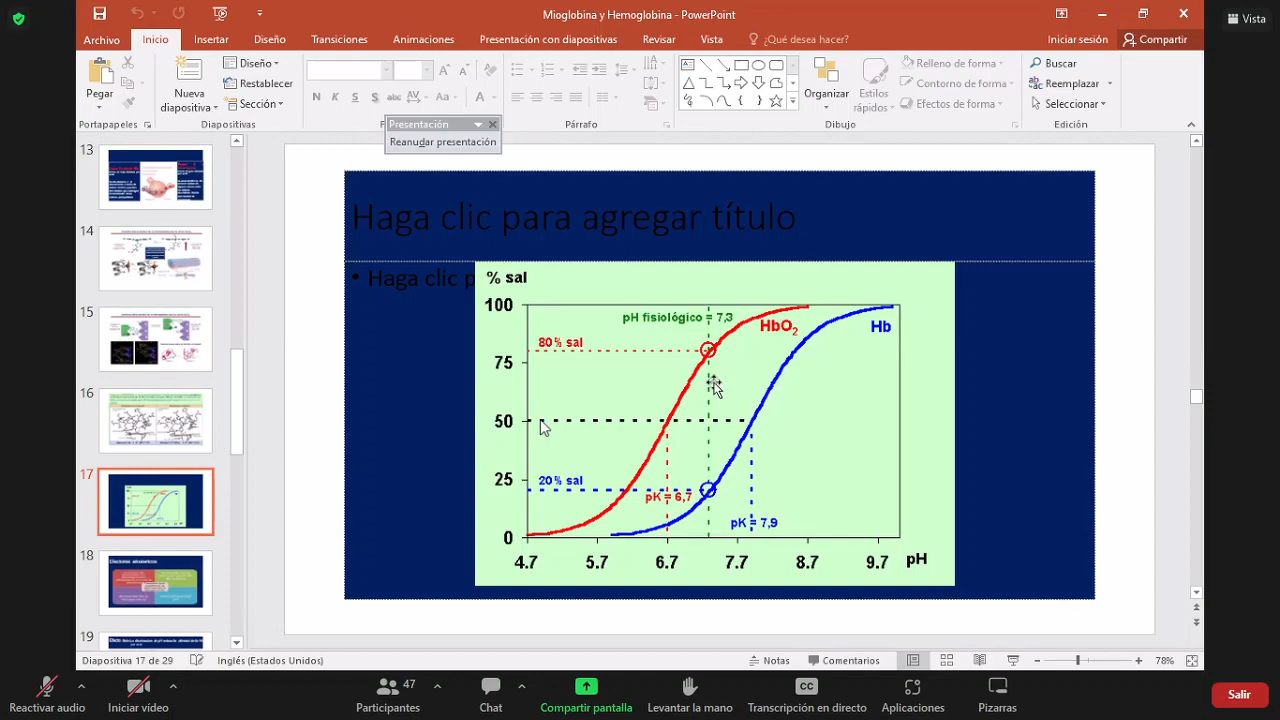 Mioglobina y Hemoglobina - PowerPoint
Vista
Archivo Inicio Insertar Diseño Transiciones Animaciones Presentación con diapositivas Revisar Vista ¿Qué desea hacer? Iniciar sesión Compartir
Pegar
Nueva diapositiva
Diseño
Restablecer
Sección
N K S S abc AV Aa A
Organizar
Estilos rápidos
Relleno de forma
Contorno de forma
Efectos de forma
Buscar
Reemplazar
Seleccionar
Portapapeles Diapositivas Párrafo Dibujo Edición
Presentación
Reanudar presentación
13
14
15
16
17
18
19
Haga clic para agregar título
• Haga clic p
% sal
100
75
50
25
0
pH fisiológico = 7,3
HbO2
Hb
80% sal
20% sal
pK = 6,7
pK = 7,9
4.7 5.7 6.7 7.7 8.7 9.7 pH
Diapositiva 17 de 29 Inglés (Estados Unidos) Notas Comentarios 78%
47
CC
Reactivar audio Iniciar vídeo Participantes Chat Compartir pantalla Levantar la mano Transcripción en directo Aplicaciones Pizarras
Salir